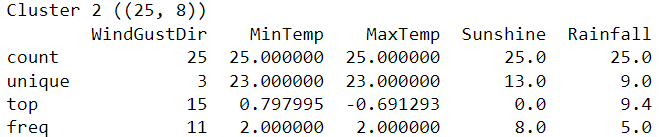 Cluster 2 ((25, 8))
WindGustDir MinTemp MaxTemp Sunshine Rainfall
count 25 25.000000 25.000000 25.0 25.0
unique 3 23.000000 23.000000 13.0 9.0
top 15 0.797995 -0.691293 0.0 9.4
freq 11 2.000000 2.000000 8.0 5.0